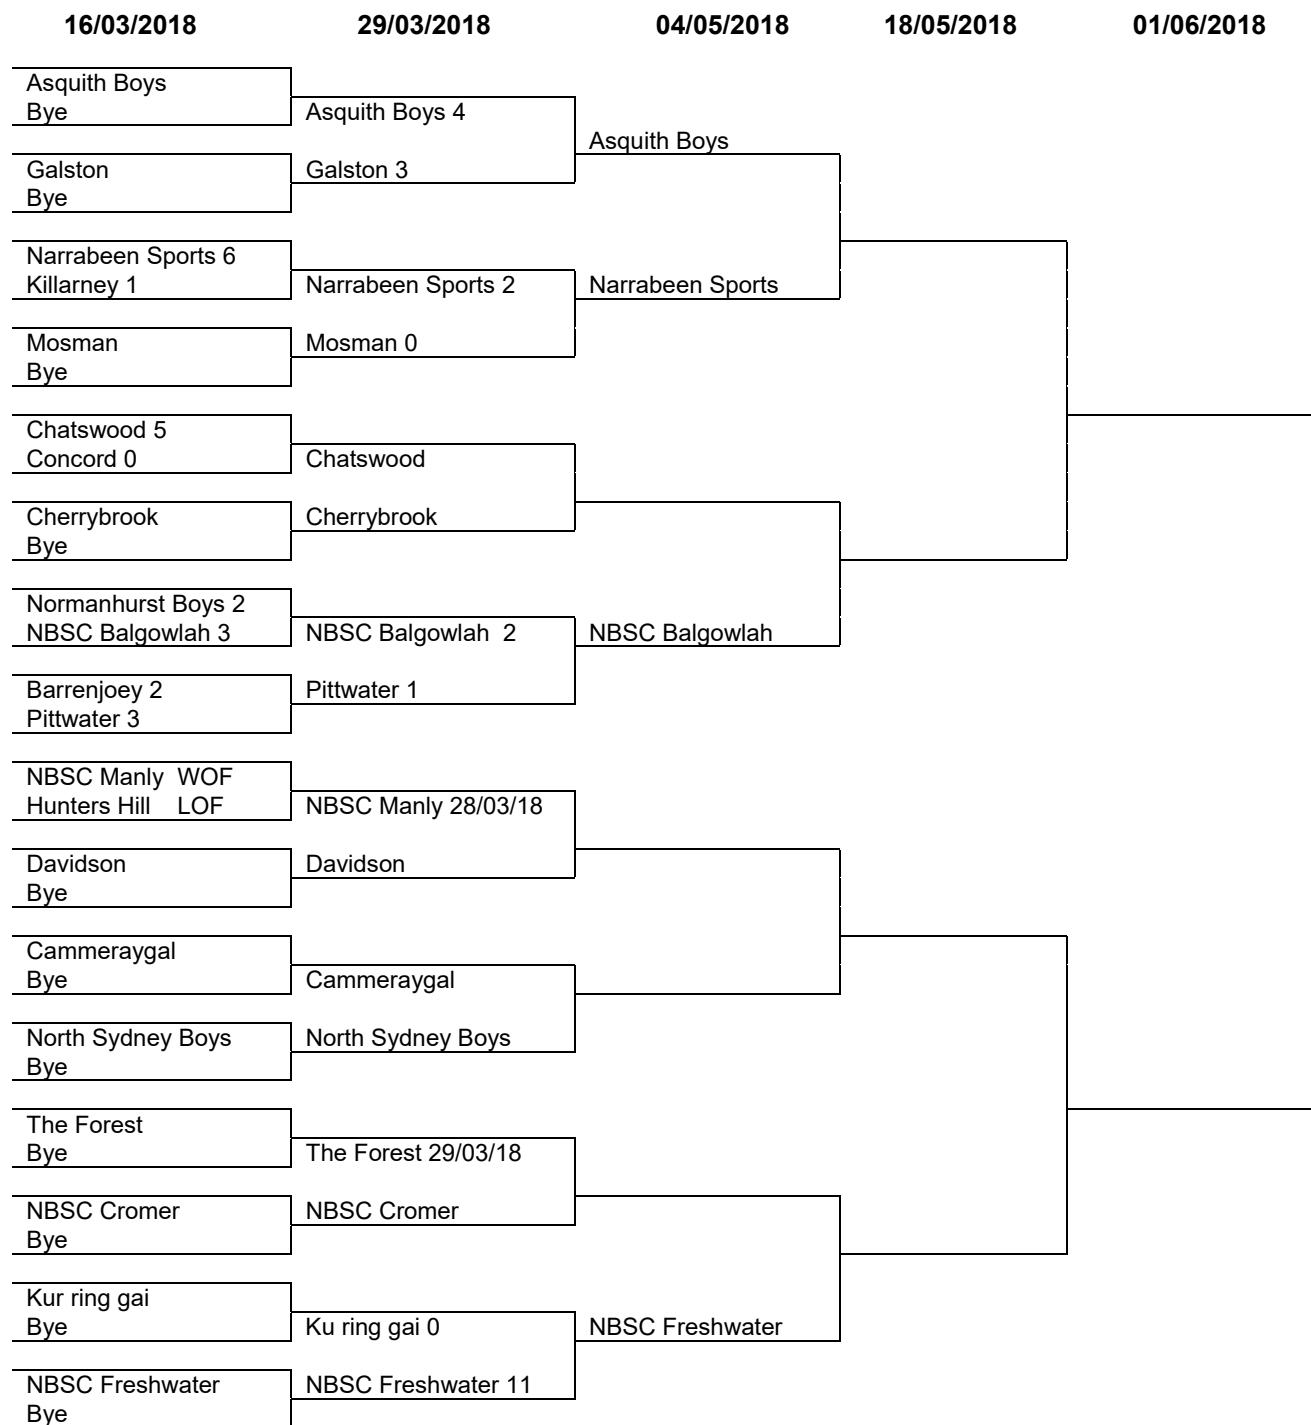 16/03/2018 29/03/2018 04/05/2018 18/05/2018 01/06/2018
Asquith Boys
Bye
Asquith Boys 4
Asquith Boys
Galston
Galston 3
Bye
Narrabeen Sports 6
Killarney 1
Narrabeen Sports 2
Narrabeen Sports
Mosman
Mosman 0
Bye
Chatswood 5
Concord 0
Chatswood
Cherrybrook
Cherrybrook
Bye
Normanhurst Boys 2
NBSC Balgowlah 3
NBSC Balgowlah  2
NBSC Balgowlah
Barrenjoey 2
Pittwater 1
Pittwater 3
NBSC Manly  WOF
Hunters Hill    LOF
NBSC Manly 28/03/18
Davidson
Davidson
Bye
Cammeraygal
Bye
Cammeraygal
North Sydney Boys
North Sydney Boys
Bye
The Forest
Bye
The Forest 29/03/18
NBSC Cromer
NBSC Cromer
Bye
Kur ring gai
Bye
Ku ring gai 0
NBSC Freshwater
NBSC Freshwater
NBSC Freshwater 11
Bye